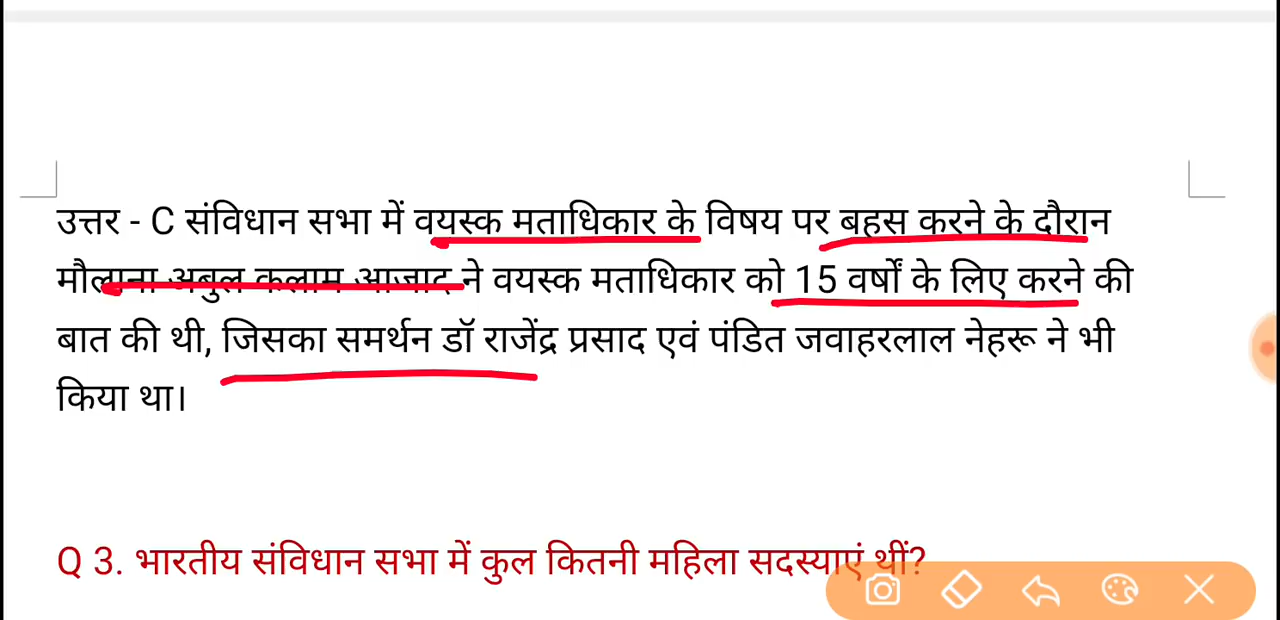 उत्तर - C संविधान सभा में वयस्क मताधिकार के विषय पर बहस करने के दौरान
मौलाना अबुल कलाम आजाद ने वयस्क मताधिकार को 15 वर्षों के लिए करने की
बात की थी, जिसका समर्थन डॉ राजेंद्र प्रसाद एवं पंडित जवाहरलाल नेहरू ने भी
किया था।
Q 3. भारतीय संविधान सभा में कुल कितनी महिला सदस्याएं थीं?